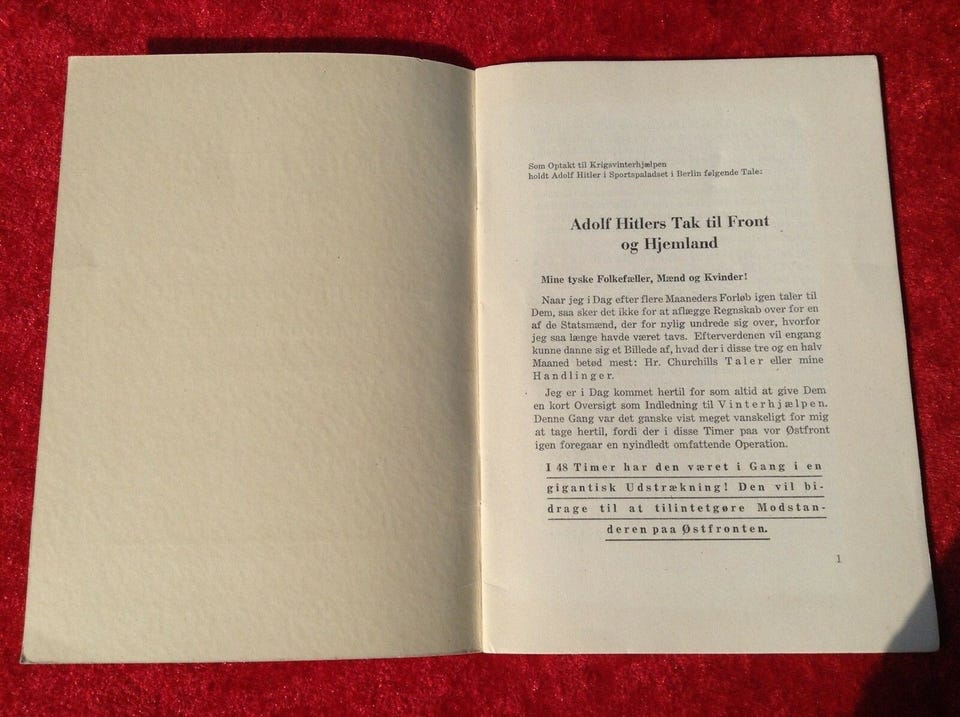 Som Optakt til Krigsvinterhjælpen
holdt Adolf Hitler i Sportspaladset i Berlin følgende Tale:
Adolf Hitlers Tak til Front
og Hjemland
Mine tyske Folkefæller, Mænd og Kvinder!
Naar jeg i Dag efter flere Maaneders Forløb igen taler til
Dem, saa sker det ikke for at aflægge Regnskab over for en
af de Statsmænd, der for nylig undrede sig over, hvorfor
jeg saa længe havde været tavs. Efterverdenen vil engang
kunne danne sig et Billede af, hvad der i disse tre og en halv
Maaned betød mest: Hr. Churchills Taler eller mine
Handlinger.
Jeg er i Dag kommet hertil for som altid at give Dem
en kort Oversigt som Indledning til Vinterhjælpen.
Denne Gang var det ganske vist meget vanskeligt for mig
at tage hertil, fordi der i disse Timer paa vor Østfront
igen foregaar en nyindledt omfattende Operation.
I 48 Timer har den været i Gang i en
gigantisk Udstrækning! Den vil bi-
drage til at tilintetgøre Modstan-
deren paa Østfronten.
1